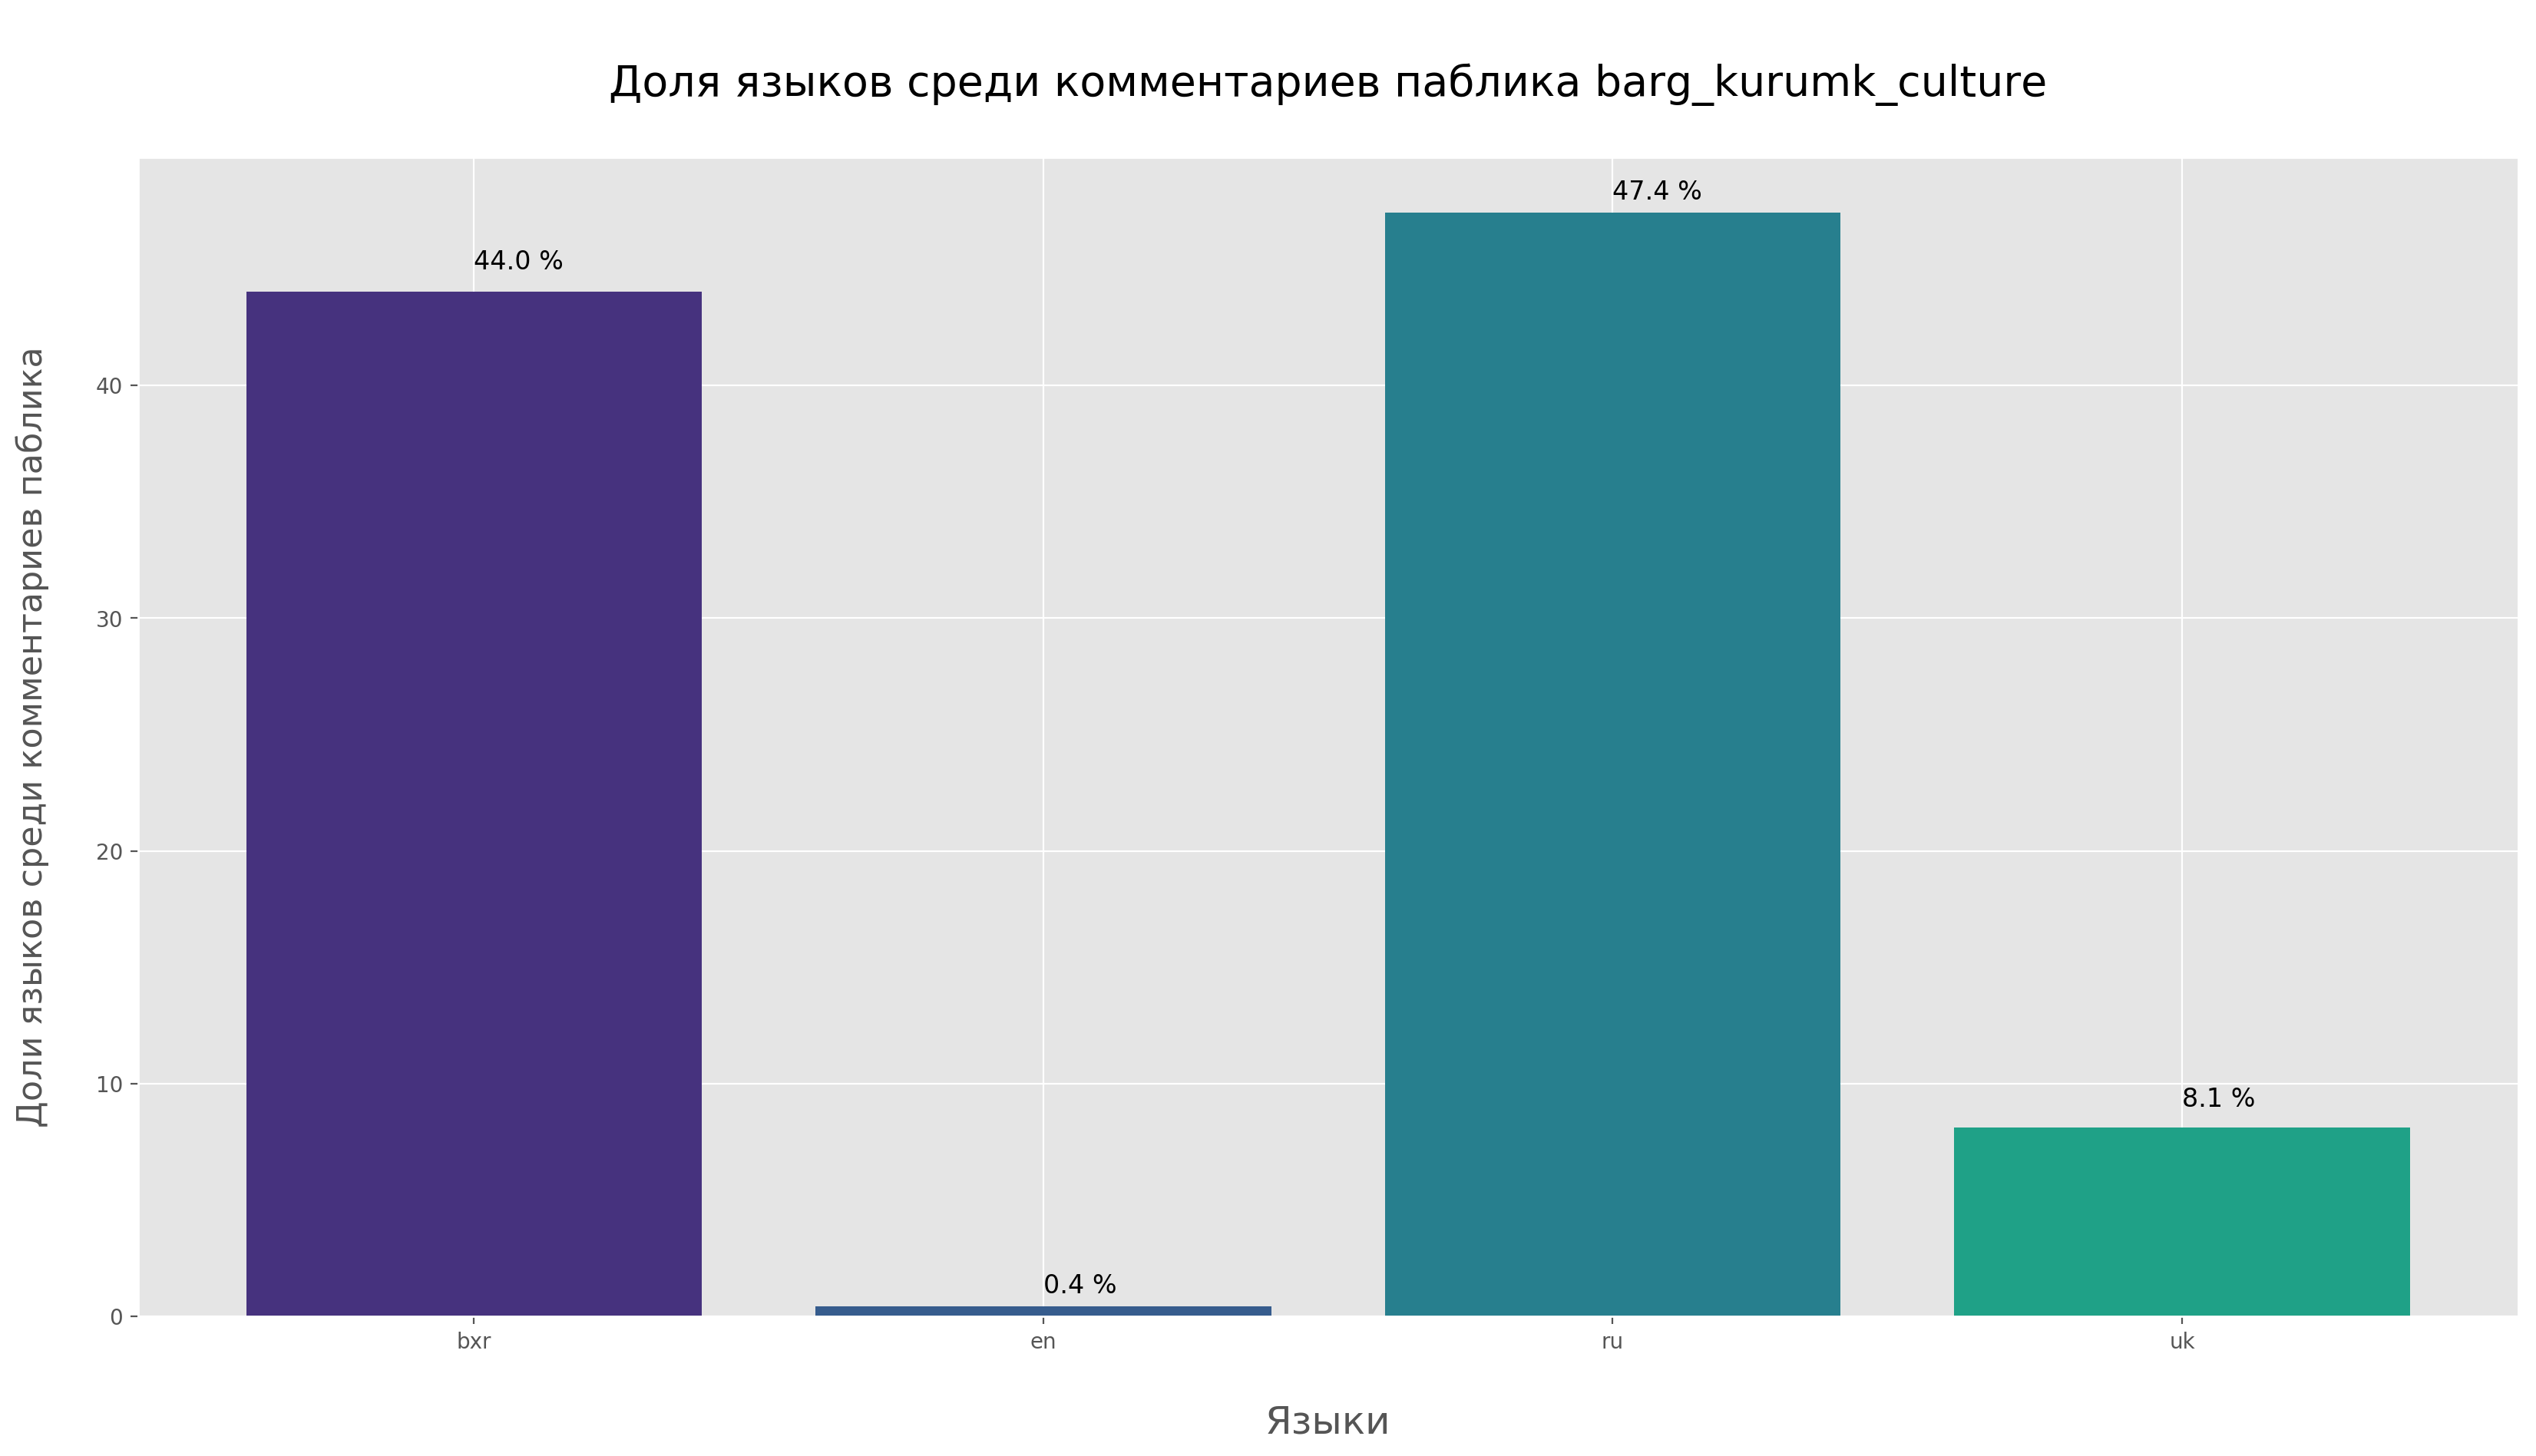 Доля языков среди комментариев паблика barg_kurumk_culture
Доли языков среди комментариев паблика
40
30
20
10
0
44.0 %
0.4 %
47.4 %
8.1 %
bxr
en
ru
uk
Языки